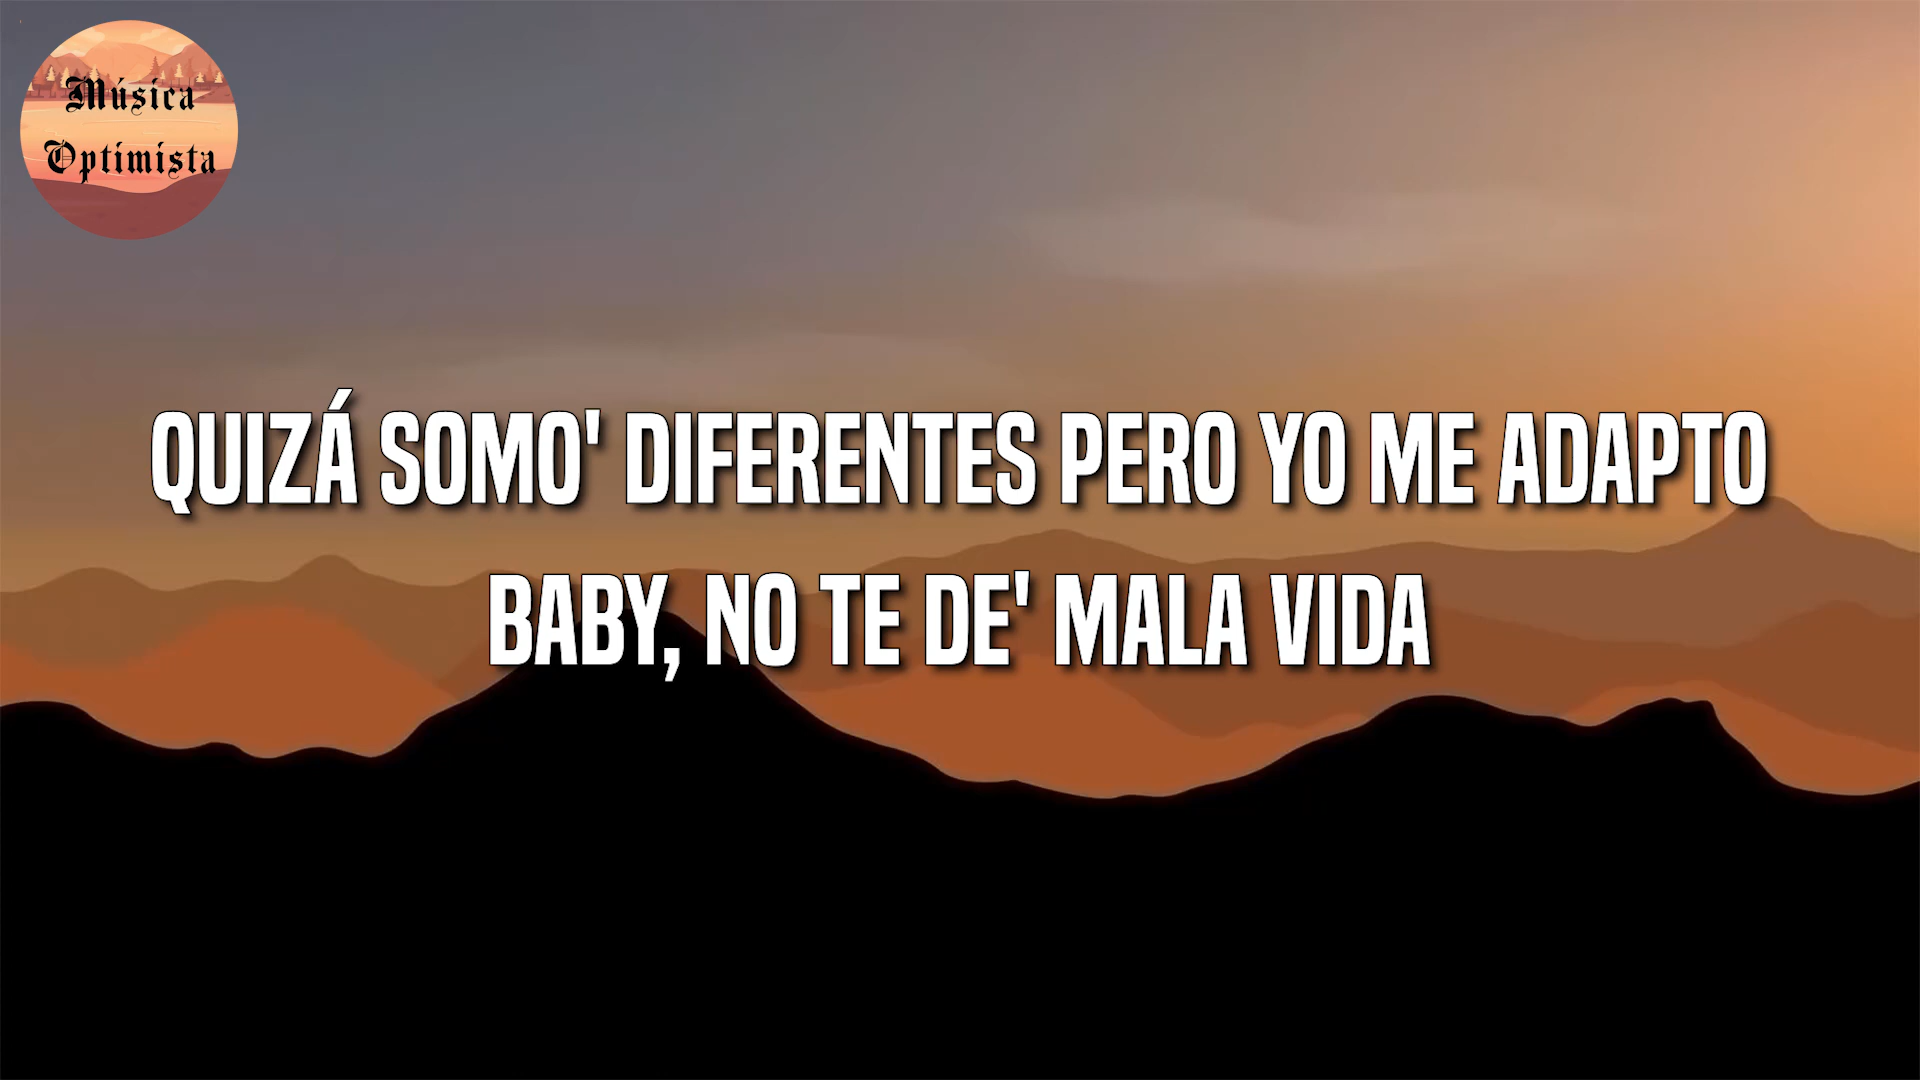 Música
Optimista
QUIZÁ SOMO' DIFERENTES PERO YO ME ADAPTO
BABY, NO TE DE' MALA VIDA